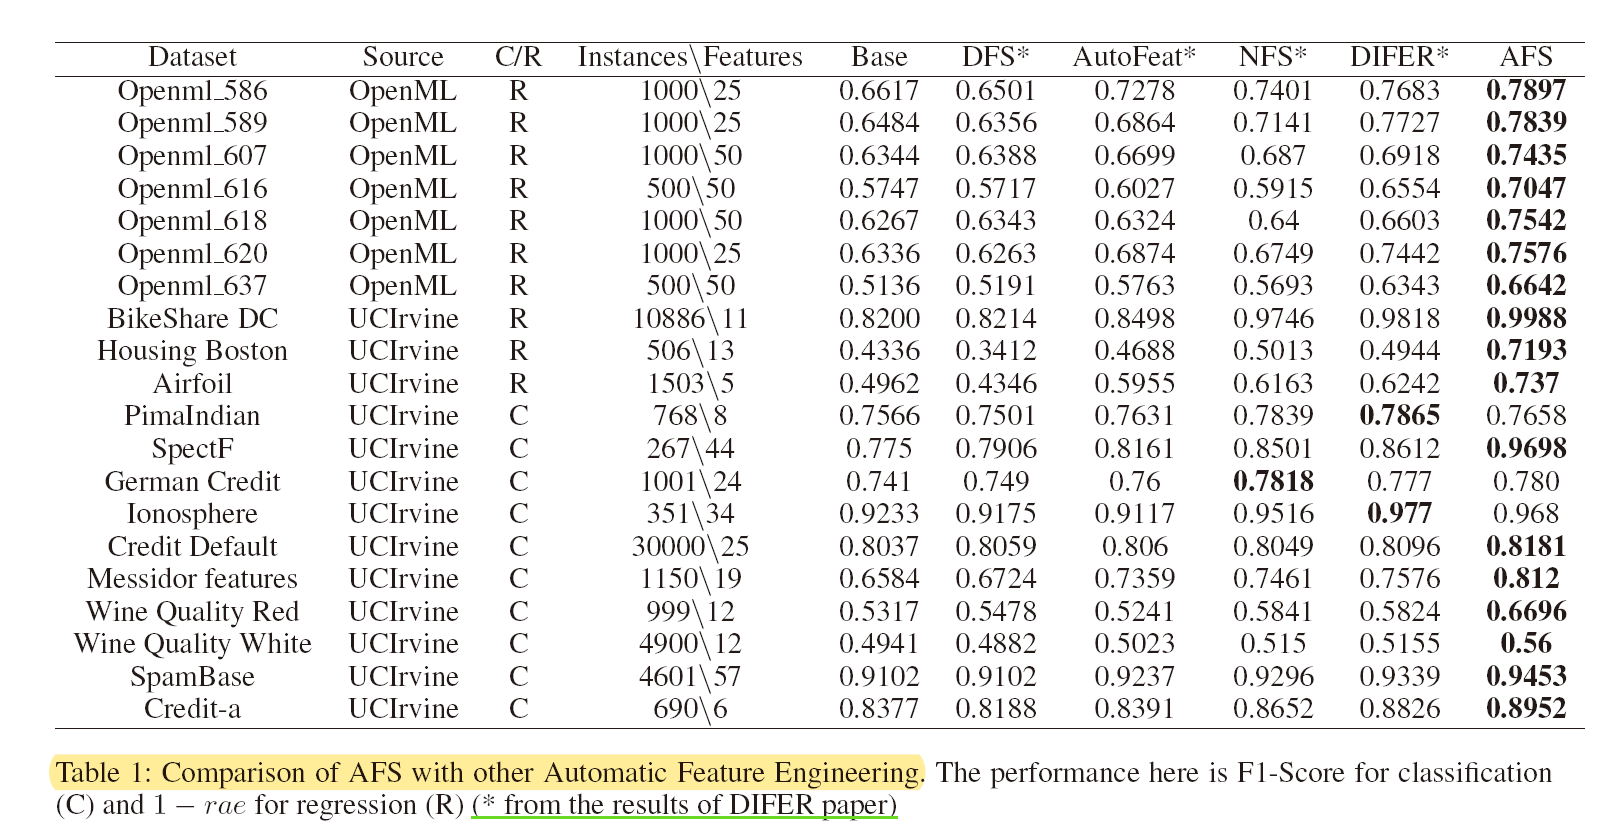 Dataset Source C/R Instances\Features Base DFS* AutoFeat* NFS* DIFER* AFS
Openml_586 OpenML R 1000\25 0.6617 0.6501 0.7278 0.7401 0.7683 0.7897
Openml_589 OpenML R 1000\25 0.6484 0.6356 0.6864 0.7141 0.7727 0.7839
Openml_607 OpenML R 1000\50 0.6344 0.6388 0.6699 0.687 0.6918 0.7435
Openml_616 OpenML R 500\50 0.5747 0.5717 0.6027 0.5915 0.6554 0.7047
Openml_618 OpenML R 1000\50 0.6267 0.6343 0.6324 0.64 0.6603 0.7542
Openml_620 OpenML R 1000\25 0.6336 0.6263 0.6874 0.6749 0.7442 0.7576
Openml_637 OpenML R 500\50 0.5136 0.5191 0.5763 0.5693 0.6343 0.6642
BikeShare DC UCIrvine R 10886\11 0.8200 0.8214 0.8498 0.9746 0.9818 0.9988
Housing Boston UCIrvine R 506\13 0.4336 0.3412 0.4688 0.5013 0.4944 0.7193
Airfoil UCIrvine R 1503\5 0.4962 0.4346 0.5955 0.6163 0.6242 0.737
PimaIndian UCIrvine C 768\8 0.7566 0.7501 0.7631 0.7839 0.7865 0.7658
SpectF UCIrvine C 267\44 0.775 0.7906 0.8161 0.8501 0.8612 0.9698
German Credit UCIrvine C 1001\24 0.741 0.749 0.76 0.7818 0.777 0.780
Ionosphere UCIrvine C 351\34 0.9233 0.9175 0.9117 0.9516 0.977 0.968
Credit Default UCIrvine C 30000\25 0.8037 0.8059 0.806 0.8049 0.8096 0.8181
Messidor features UCIrvine C 1150\19 0.6584 0.6724 0.7359 0.7461 0.7576 0.812
Wine Quality Red UCIrvine C 999\12 0.5317 0.5478 0.5241 0.5841 0.5824 0.6696
Wine Quality White UCIrvine C 4900\12 0.4941 0.4882 0.5023 0.515 0.5155 0.56
SpamBase UCIrvine C 4601\57 0.9102 0.9102 0.9237 0.9296 0.9339 0.9453
Credit-a UCIrvine C 690\6 0.8377 0.8188 0.8391 0.8652 0.8826 0.8952
Table 1: Comparison of AFS with other Automatic Feature Engineering. The performance here is F1-Score for classification
(C) and 1 − rae for regression (R) (* from the results of DIFER paper)